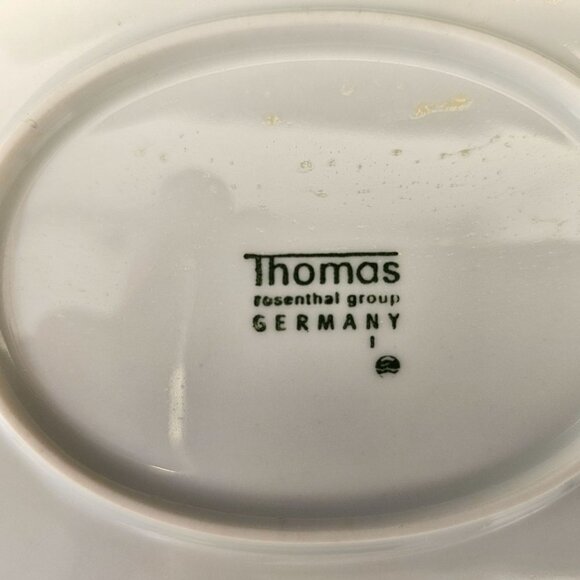 Thomas
rosenthal group
GERMANY
I